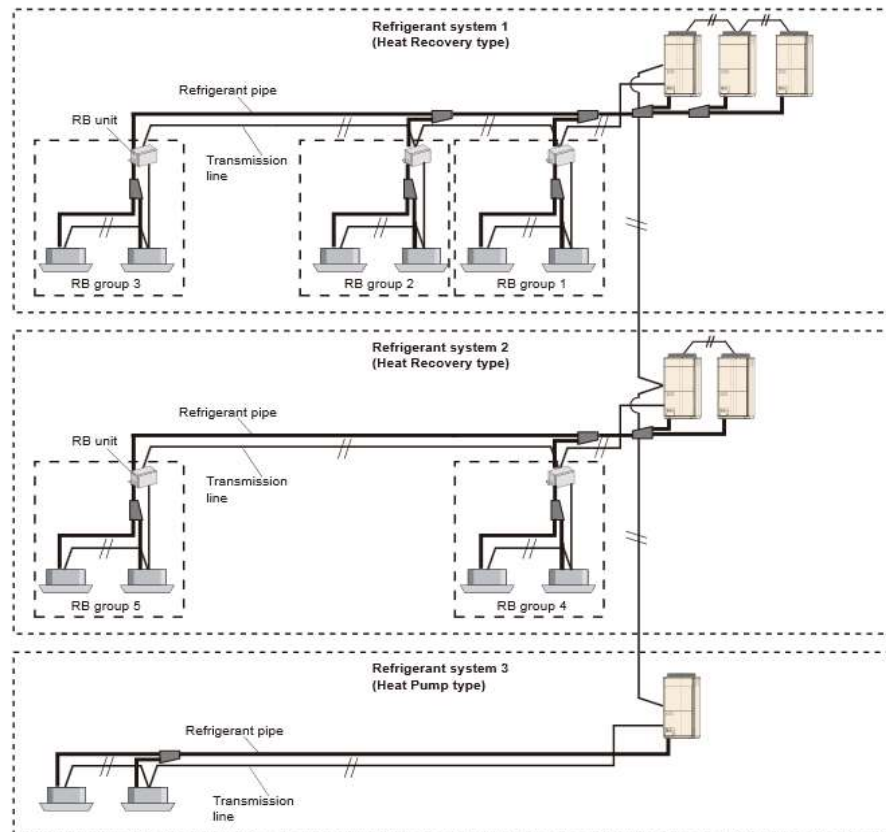 Refrigerant system 1
(Heat Recovery type)
Refrigerant pipe
RB unit
Transmission
line
RB group 3
RB group 2
RB group 1
Refrigerant system 2
(Heat Recovery type)
Refrigerant pipe
RB unit
Transmission
line
RB group 5
RB group 4
Refrigerant system 3
(Heat Pump type)
Refrigerant pipe
Transmission
line